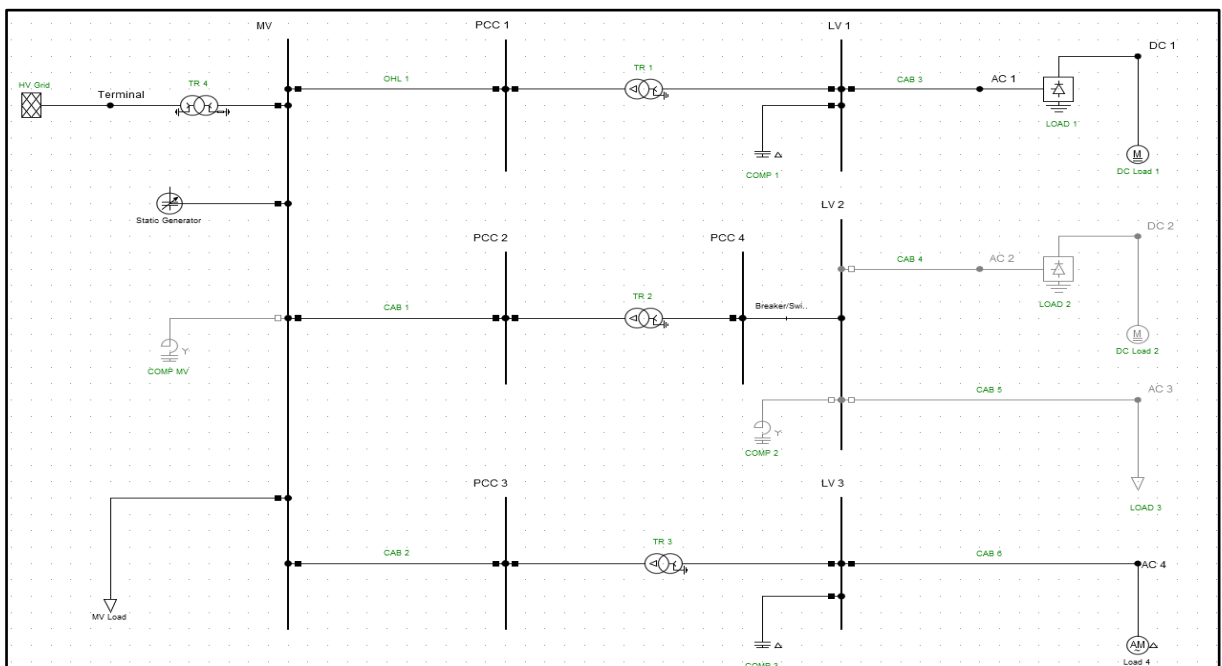 MV
PCC 1
LV 1
DC 1
HV Grid
Terminal
TR 4
OHL 1
TR 1
CAB 3
AC 1
LOAD 1
COMP 1
M
DC Load 1
Static Generator
LV 2
PCC 2
PCC 4
DC 2
CAB 4
AC 2
LOAD 2
CAB 1
TR 2
Breaker/Swi..
COMP MV
M
DC Load 2
CAB 5
AC 3
COMP 2
LOAD 3
PCC 3
LV 3
CAB 2
TR 3
CAB 6
AC 4
MV Load
AM
COMP 3
Load 4